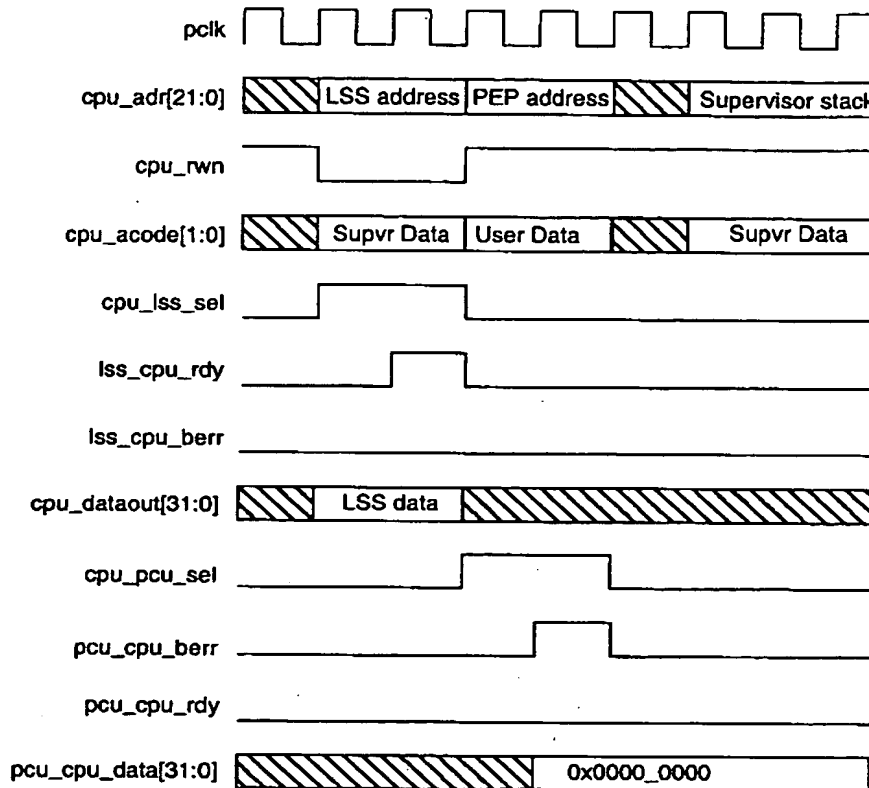 pclk
cpu_adr[21:0] LSS address PEP address Supervisor stack
cpu_rwn
cpu_acode[1:0] Supvr Data User Data Supvr Data
cpu_lss_sel
lss_cpu_rdy
lss_cpu_berr
cpu_dataout[31:0] LSS data
cpu_pcu_sel
pcu_cpu_berr
pcu_cpu_rdy
pcu_cpu_data[31:0] 0x0000_0000